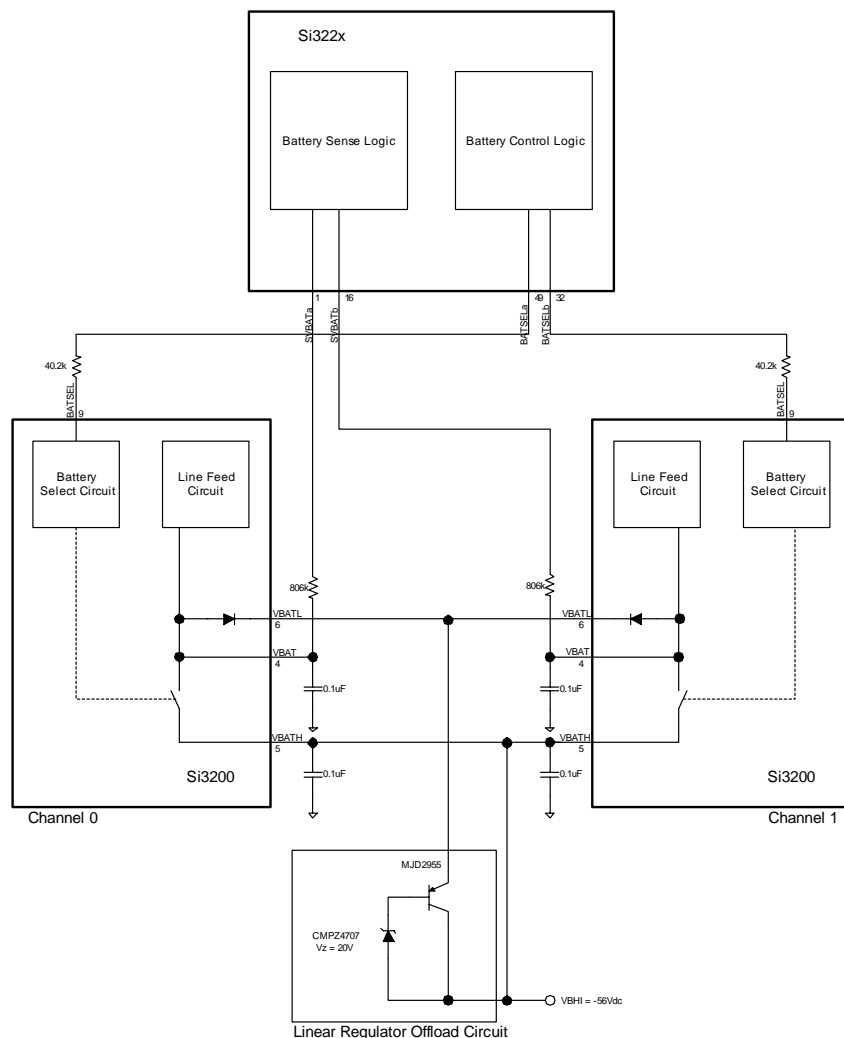 Si322x
Battery Sense Logic
Battery Control Logic
1
16
49
32
SVBATa
SVBATb
BATSELa
BATSELb
40.2k
40.2k
BATSEL
9
BATSEL
9
Battery
Select Circuit
Line Feed
Circuit
Line Feed
Circuit
Battery
Select Circuit
806k
806k
VBATL
6
VBATL
6
VBAT
4
VBAT
4
0.1uF
0.1uF
VBATH
5
VBATH
5
Si3200
0.1uF
0.1uF
Si3200
Channel 0
Channel 1
MJD2955
CMPZ4707
Vz = 20V
VBHI = -56Vdc
Linear Regulator Offload Circuit